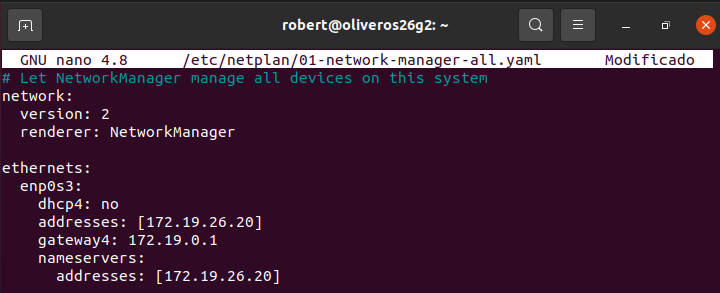 robert@oliveros26g2: ~
GNU nano 4.8 /etc/netplan/01-network-manager-all.yaml Modificado
# Let NetworkManager manage all devices on this system
network:
  version: 2
  renderer: NetworkManager

ethernets:
  enp0s3:
    dhcp4: no
    addresses: [172.19.26.20]
    gateway4: 172.19.0.1
    nameservers:
      addresses: [172.19.26.20]